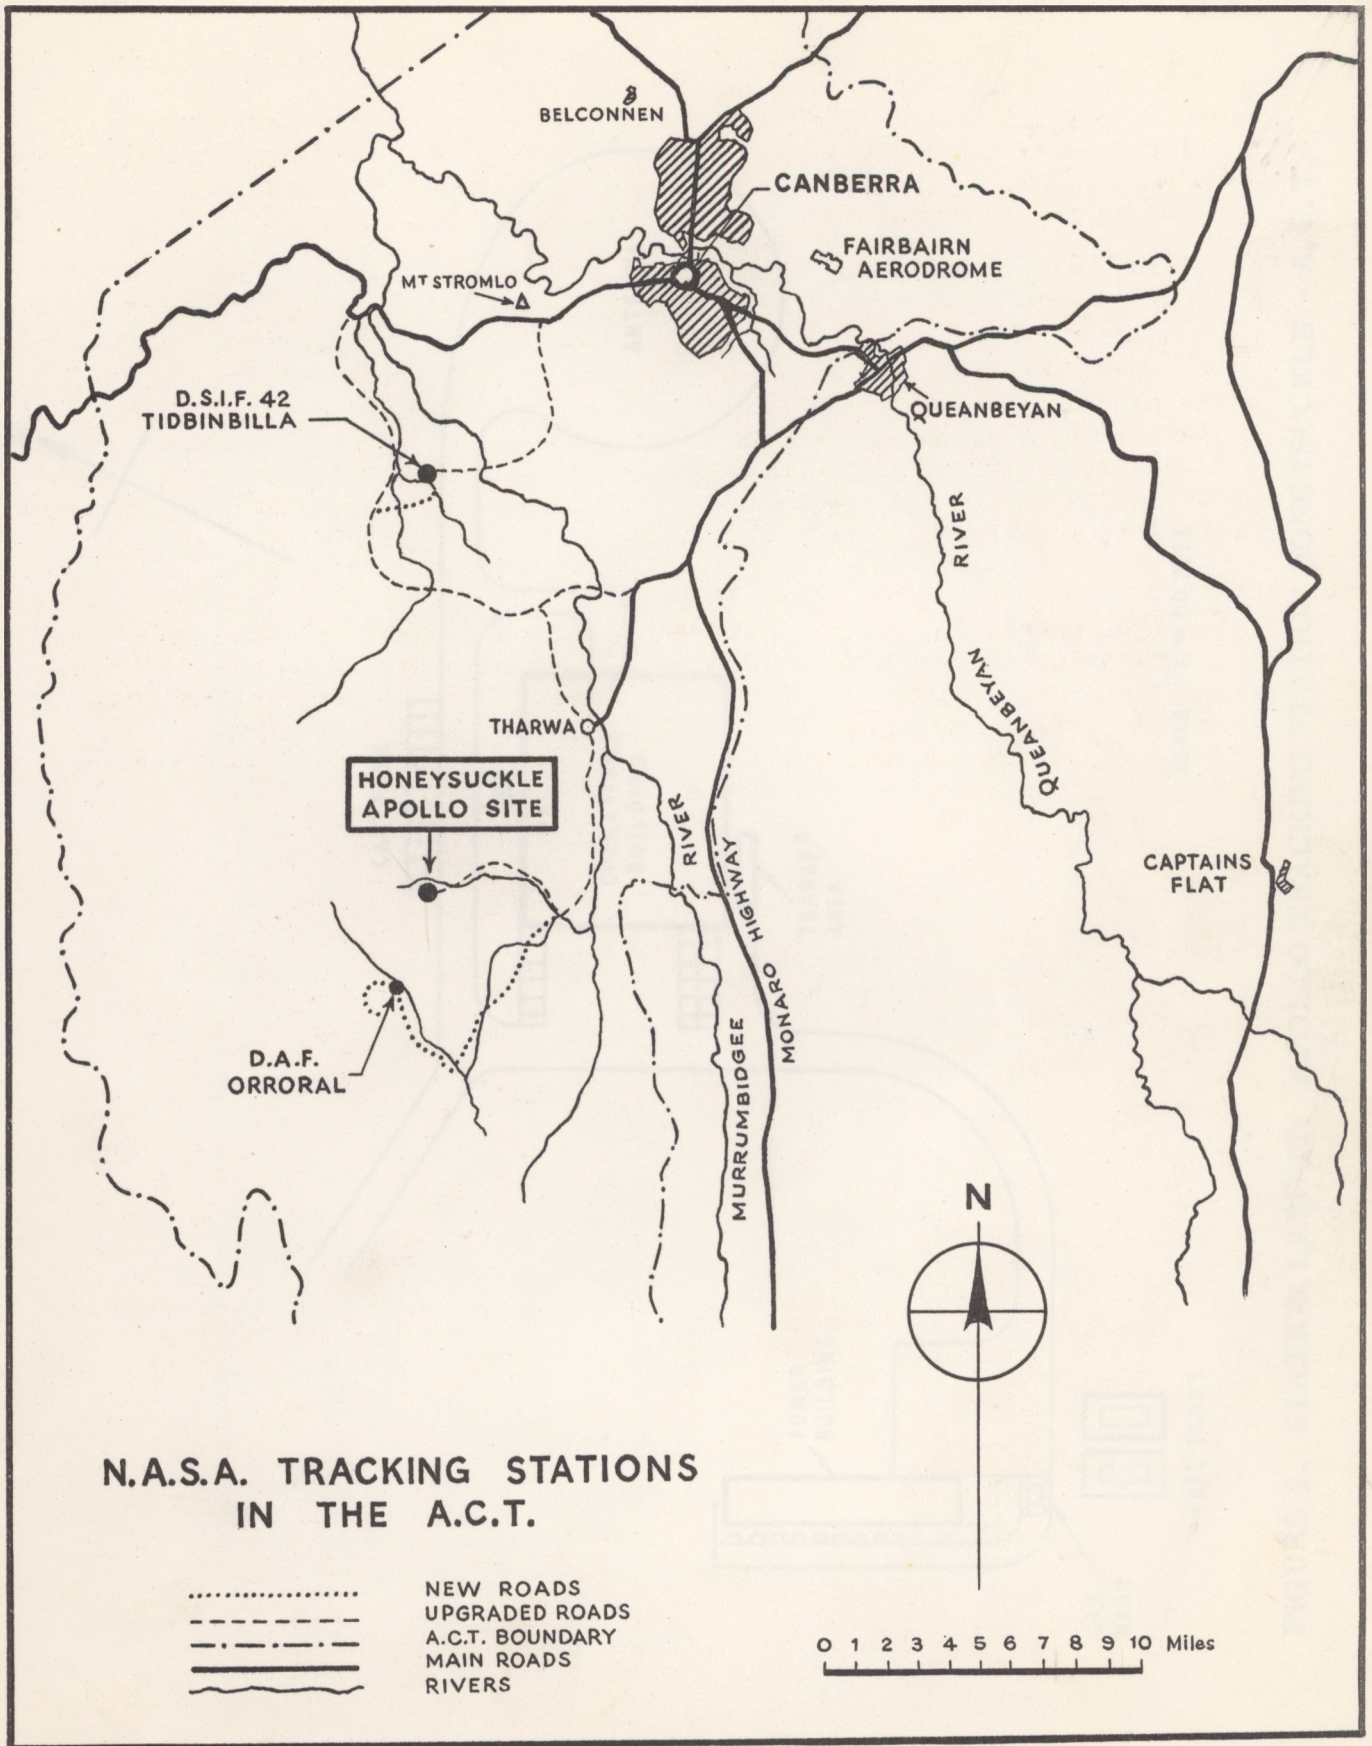 BELCONNEN
CANBERRA
FAIRBAIRN
AERODROME
MT STROMLO
D.S.I.F. 42
TIDBINBILLA
QUEANBEYAN
RIVER
QUEANBEYAN
THARWA
HONEYSUCKLE
APOLLO SITE
RIVER
MURRUMBIDGEE
MONARO HIGHWAY
CAPTAINS
FLAT
D.A.F.
ORRORAL
N
N.A.S.A. TRACKING STATIONS
IN THE A.C.T.
NEW ROADS
UPGRADED ROADS
A.C.T. BOUNDARY
MAIN ROADS
RIVERS
0 1 2 3 4 5 6 7 8 9 10 Miles